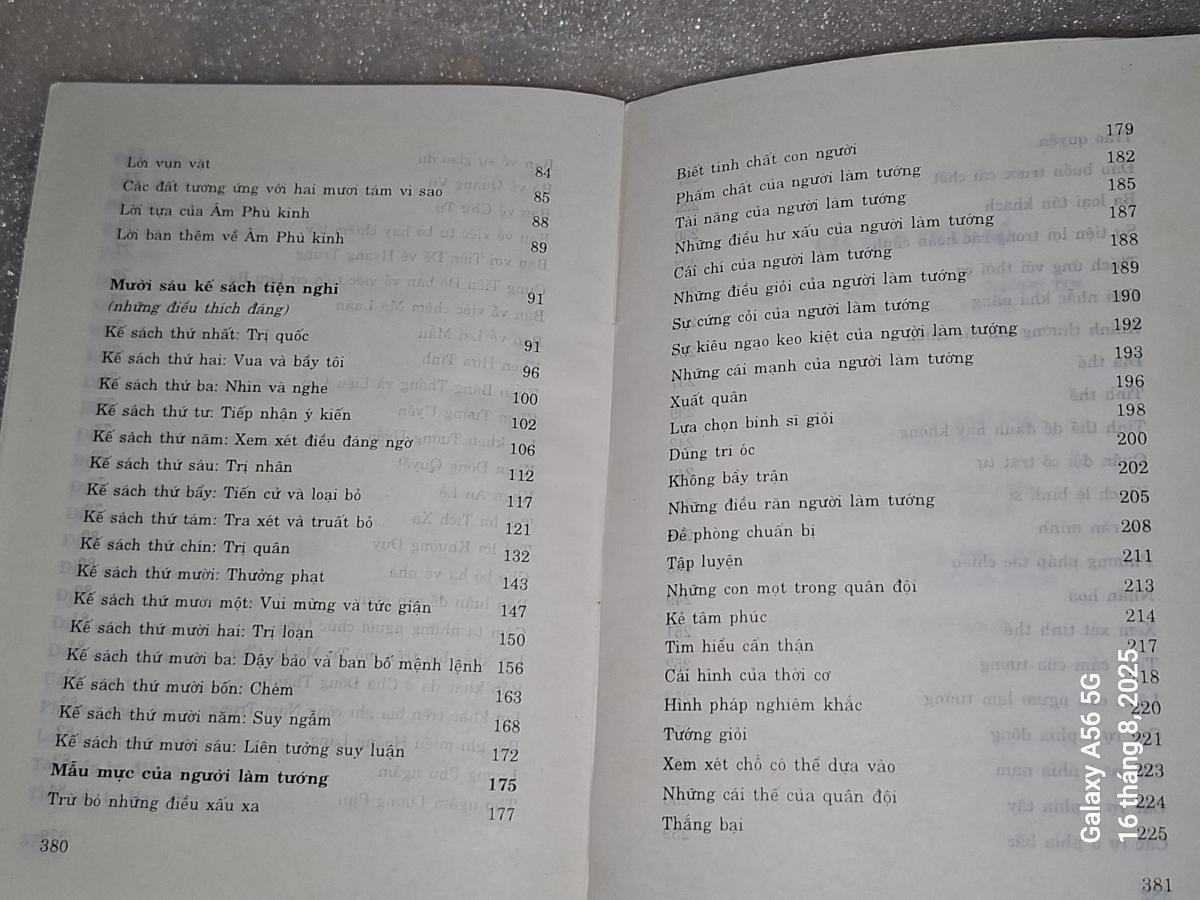 Lời vụn vặt 84
Các đất tương ứng với hai mươi tám vì sao 85
Lời tựa của Âm Phù kinh 88
Lời bàn thêm về Âm Phù kinh 89
Mười sáu kế sách tiện nghi 91
(những điều thích đáng)
Kế sách thứ nhất: Trị quốc 91
Kế sách thứ hai: Vua và bầy tôi 96
Kế sách thứ ba: Nhìn và nghe 100
Kế sách thứ tư: Tiếp nhận ý kiến 102
Kế sách thứ năm: Xem xét điều đáng ngờ 106
Kế sách thứ sáu: Trị nhân 112
Kế sách thứ bẩy: Tiến cử và loại bỏ 117
Kế sách thứ tám: Tra xét và truất bỏ 121
Kế sách thứ chín: Trị quân 132
Kế sách thứ mười: Thưởng phạt 143
Kế sách thứ mươi một: Vui mừng và tức giận 147
Kế sách thứ mười hai: Trị loạn 150
Kế sách thứ mười ba: Dậy bảo và ban bố mệnh lệnh 156
Kế sách thứ mười bốn: Chém 163
Kế sách thứ mười năm: Suy ngẫm 168
Kế sách thứ mười sáu: Liên tưởng suy luận 172
Mẫu mực của người làm tướng 175
Trừ bỏ những điều xấu xa 177
380
Biết tính chất con người 179
Phẩm chất của người làm tướng 182
Tài năng của người làm tướng 185
Những điều hư xấu của người làm tướng 187
Cái chí của người làm tướng 188
Những điều giỏi của người làm tướng 189
Sự cứng cỏi của người làm tướng 190
Sự kiêu ngạo keo kiệt của người làm tướng 192
Những cái mạnh của người làm tướng 193
Xuất quân 196
Lựa chọn binh sĩ giỏi 198
Dùng trí óc 200
Không bầy trận 202
Những điều răn người làm tướng 205
Đề phòng chuẩn bị 208
Tập luyện 211
Những con mọt trong quân đội 213
Kẻ tâm phúc 214
Tìm hiểu cẩn thận 217
Cái hình của thời cơ 218
Hình pháp nghiêm khắc 220
Tướng giỏi 221
Xem xét chỗ có thể dựa vào 223
Những cái thế của quân đội 224
Thắng bại 225
381
Galaxy A56 5G
16 tháng 8, 2025